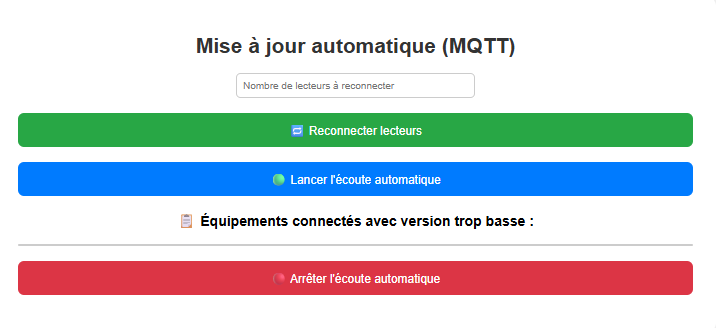 Mise à jour automatique (MQTT)
Nombre de lecteurs à reconnecter
🔁 Reconnecter lecteurs
🟢 Lancer l'écoute automatique
📋 Équipements connectés avec version trop basse :
🔴 Arrêter l'écoute automatique